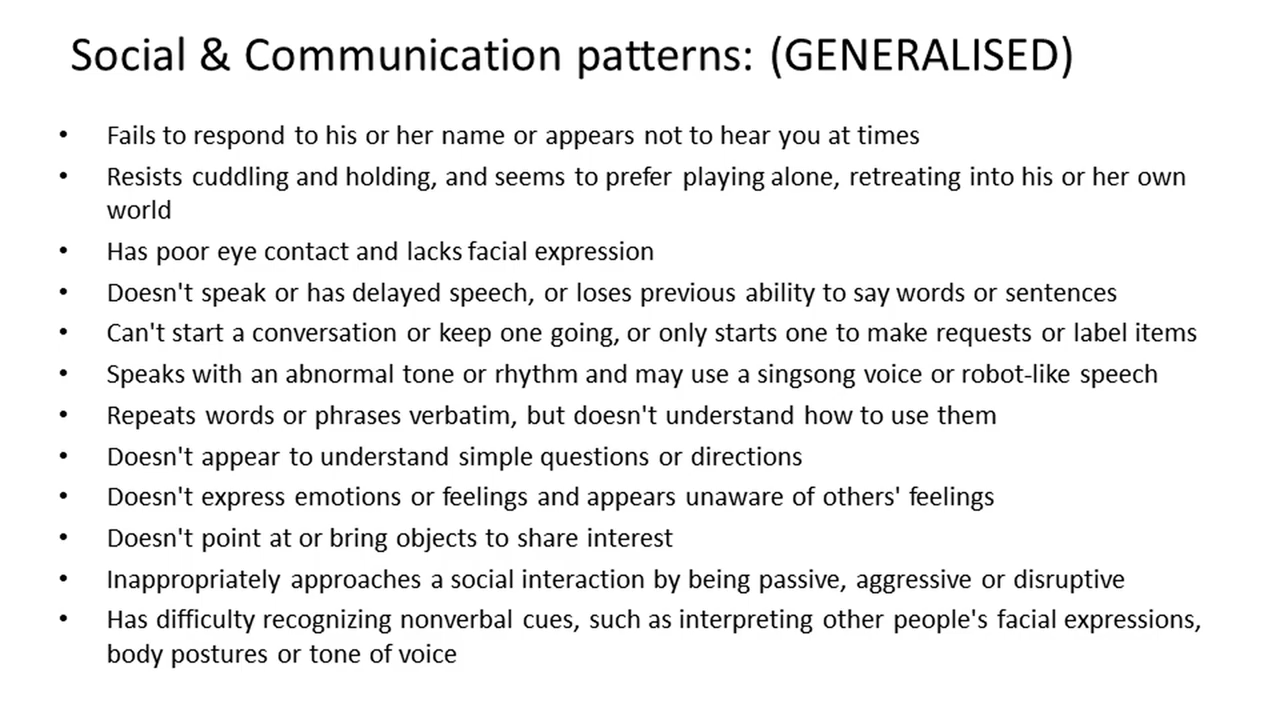 Social & Communication patterns: (GENERALISED)
• Fails to respond to his or her name or appears not to hear you at times
• Resists cuddling and holding, and seems to prefer playing alone, retreating into his or her own
world
• Has poor eye contact and lacks facial expression
• Doesn't speak or has delayed speech, or loses previous ability to say words or sentences
• Can't start a conversation or keep one going, or only starts one to make requests or label items
• Speaks with an abnormal tone or rhythm and may use a singsong voice or robot-like speech
• Repeats words or phrases verbatim, but doesn't understand how to use them
• Doesn't appear to understand simple questions or directions
• Doesn't express emotions or feelings and appears unaware of others' feelings
• Doesn't point at or bring objects to share interest
• Inappropriately approaches a social interaction by being passive, aggressive or disruptive
• Has difficulty recognizing nonverbal cues, such as interpreting other people's facial expressions,
body postures or tone of voice